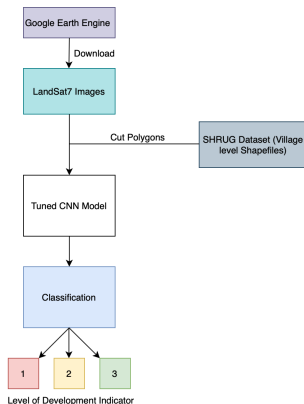 Google Earth Engine
Download
LandSat7 Images
Cut Polygons
SHRUG Dataset (Village
level Shapefiles)
Tuned CNN Model
Classification
1
2
3
Level of Development Indicator